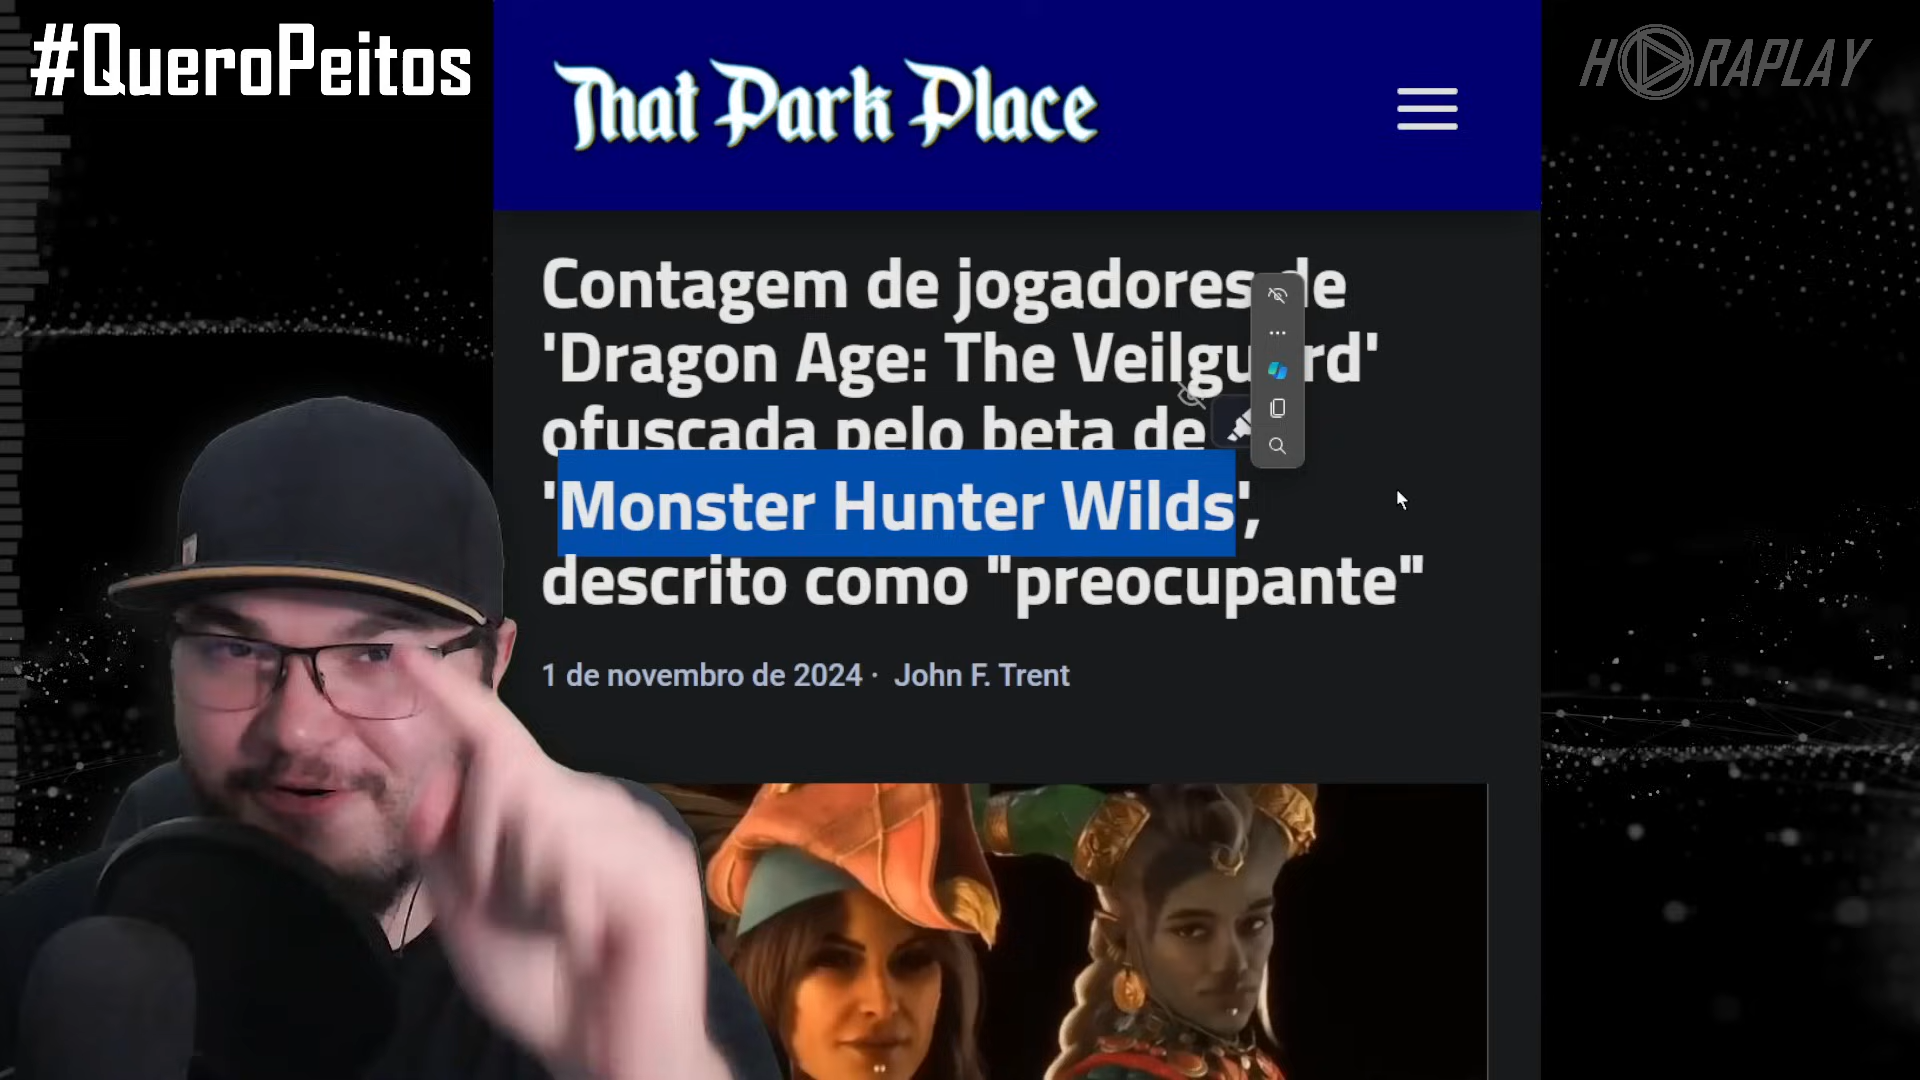 #QueroPeitos
HORAPLAY
That Park Place
Contagem de jogadores de
'Dragon Age: The Veilguard'
ofuscada pelo beta de
'Monster Hunter Wilds',
descrito como "preocupante"
1 de novembro de 2024 · John F. Trent